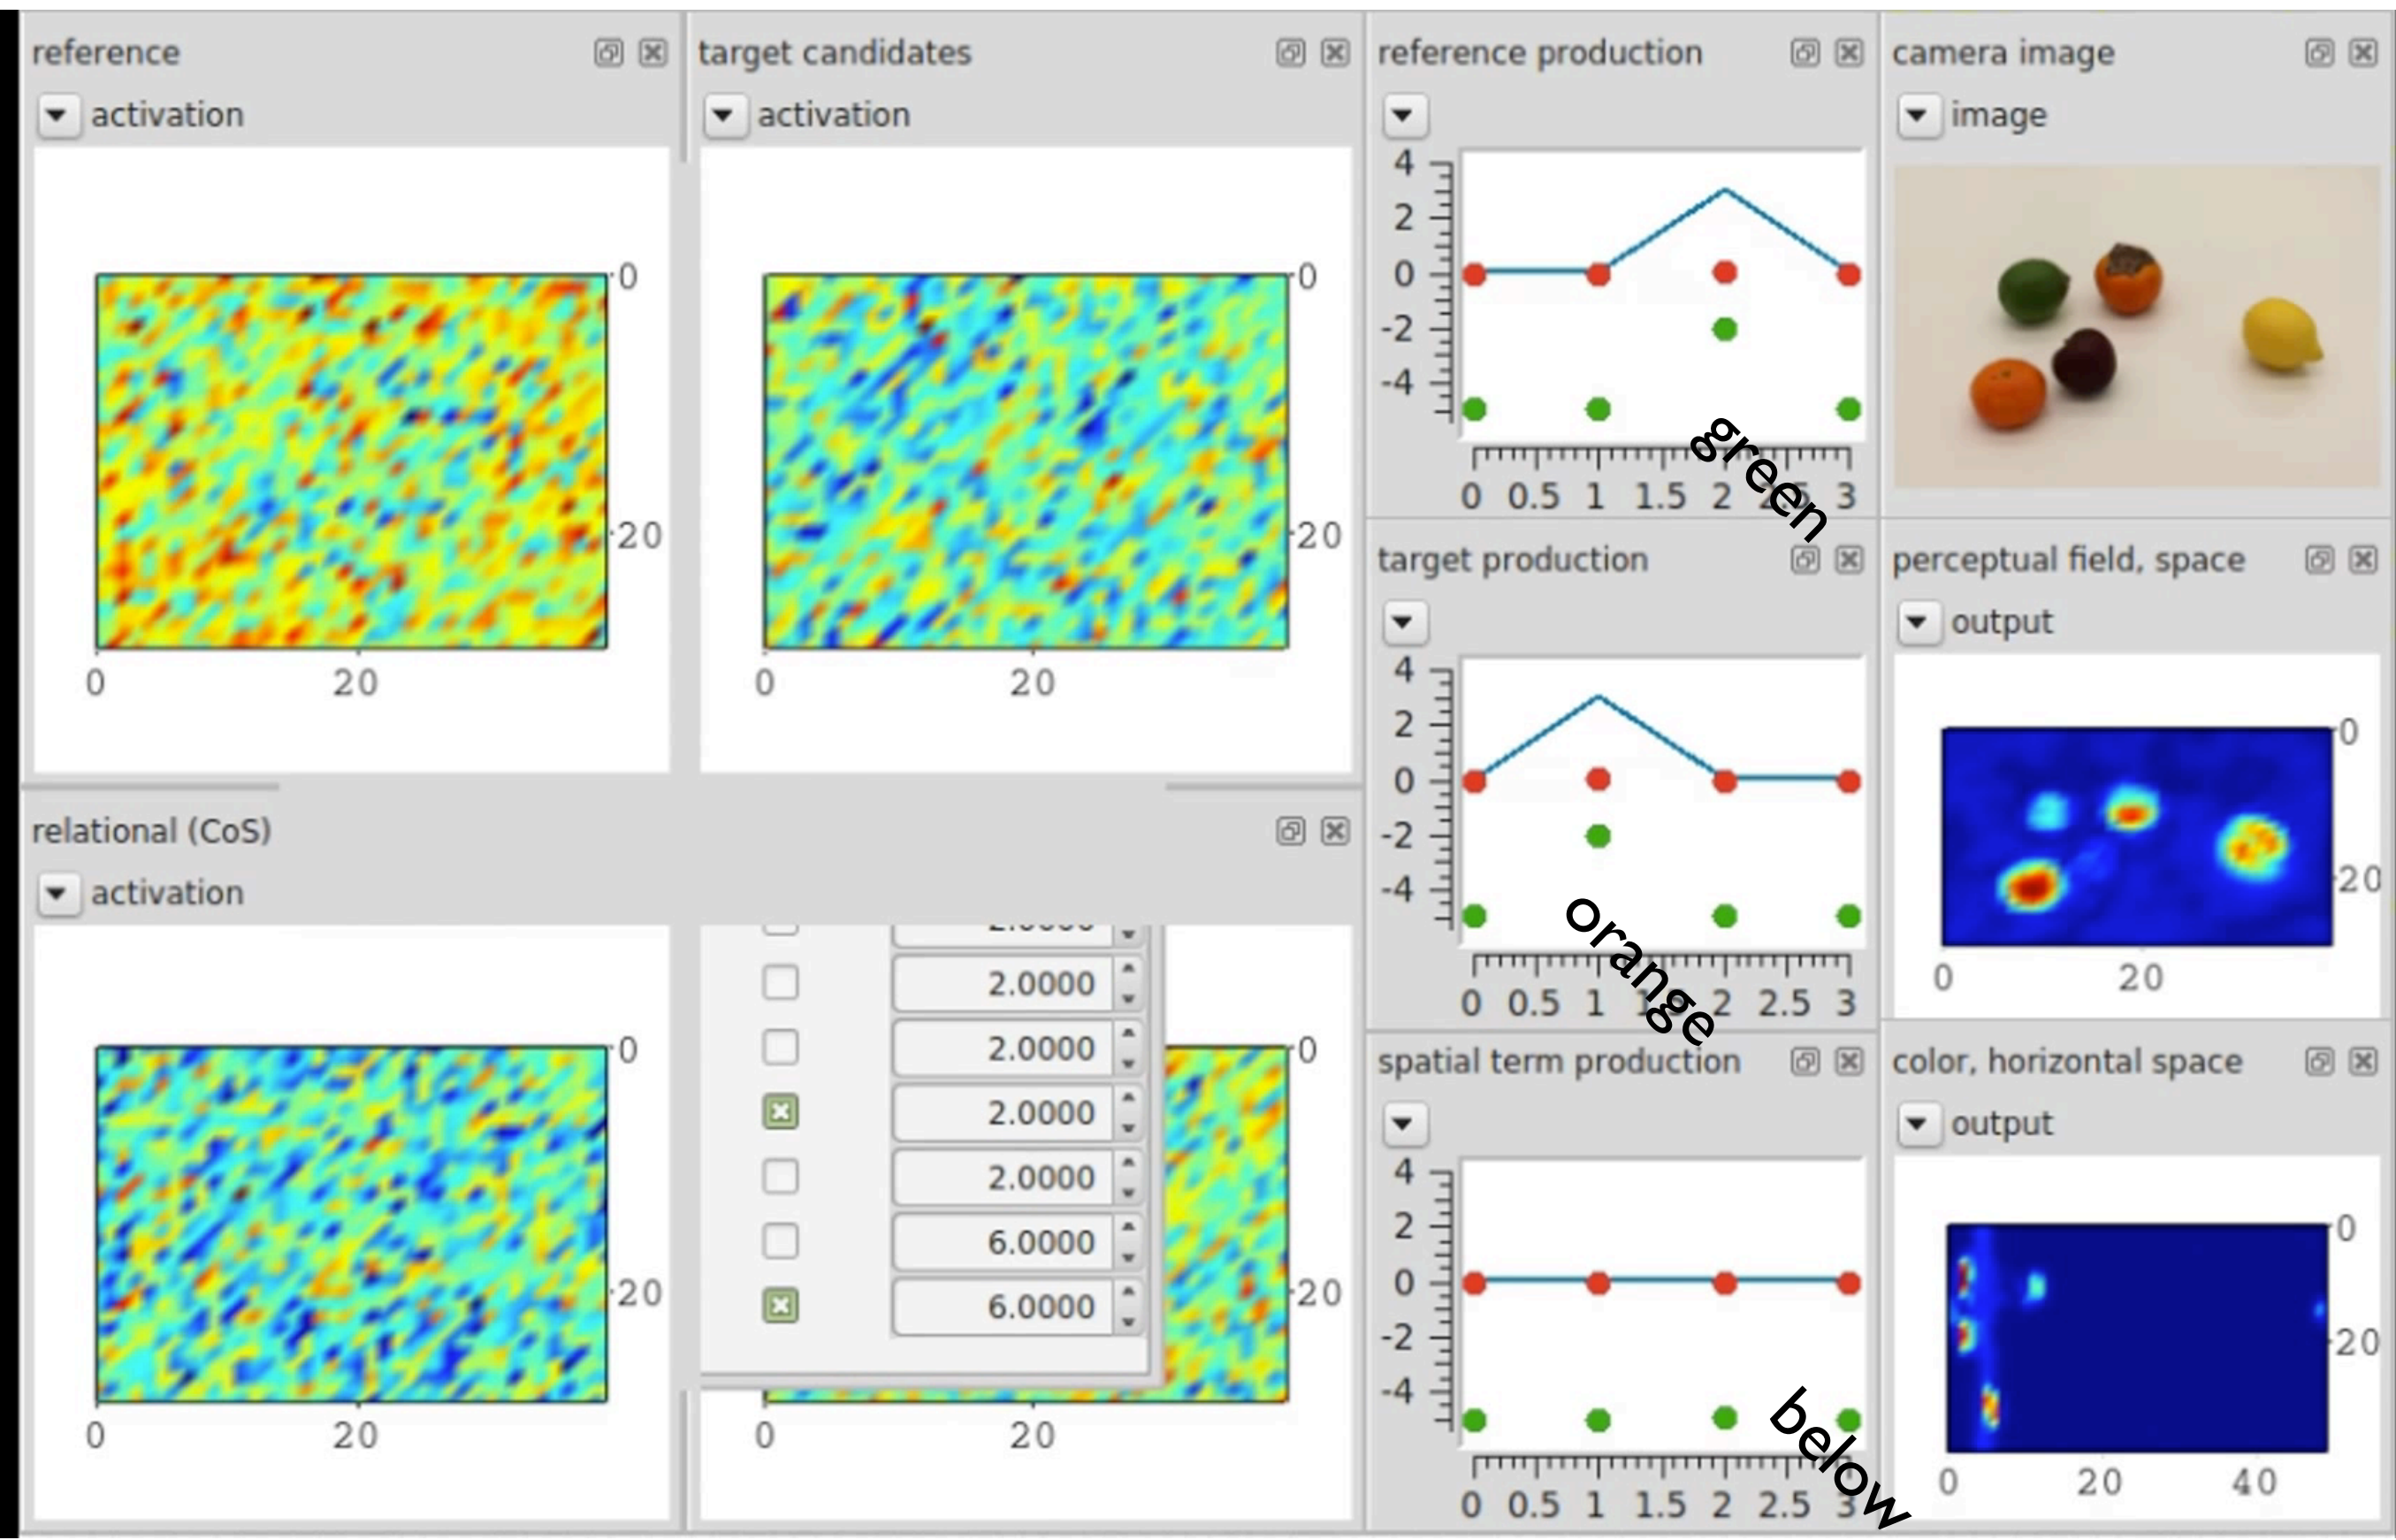 reference
activation
0
20
0
20
target candidates
activation
0
20
0
20
relational (CoS)
activation
0
20
0
20
2.0000
2.0000
2.0000
2.0000
6.0000
6.0000
0
20
0
20
reference production
4
2
0
-2
-4
0 0.5 1 1.5 2 2.5 3
green
target production
4
2
0
-2
-4
0 0.5 1 1.5 2 2.5 3
orange
spatial term production
4
2
0
-2
-4
0 0.5 1 1.5 2 2.5 3
below
camera image
image
perceptual field, space
output
0
20
0
20
color, horizontal space
output
0
20
0 20 40